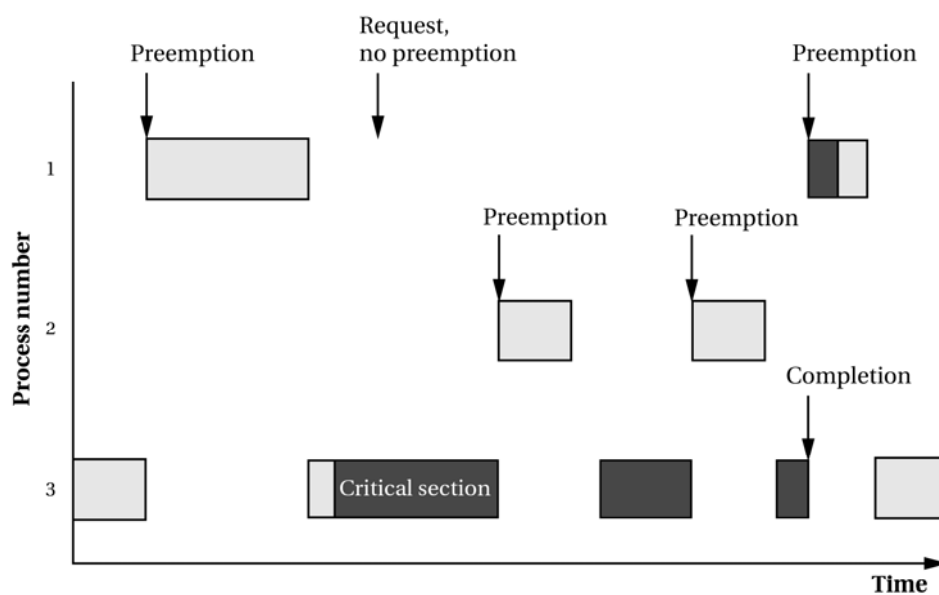 Request,
no preemption
Preemption
Preemption
1
Preemption
Preemption
Process number
2
Completion
3
Critical section
Time